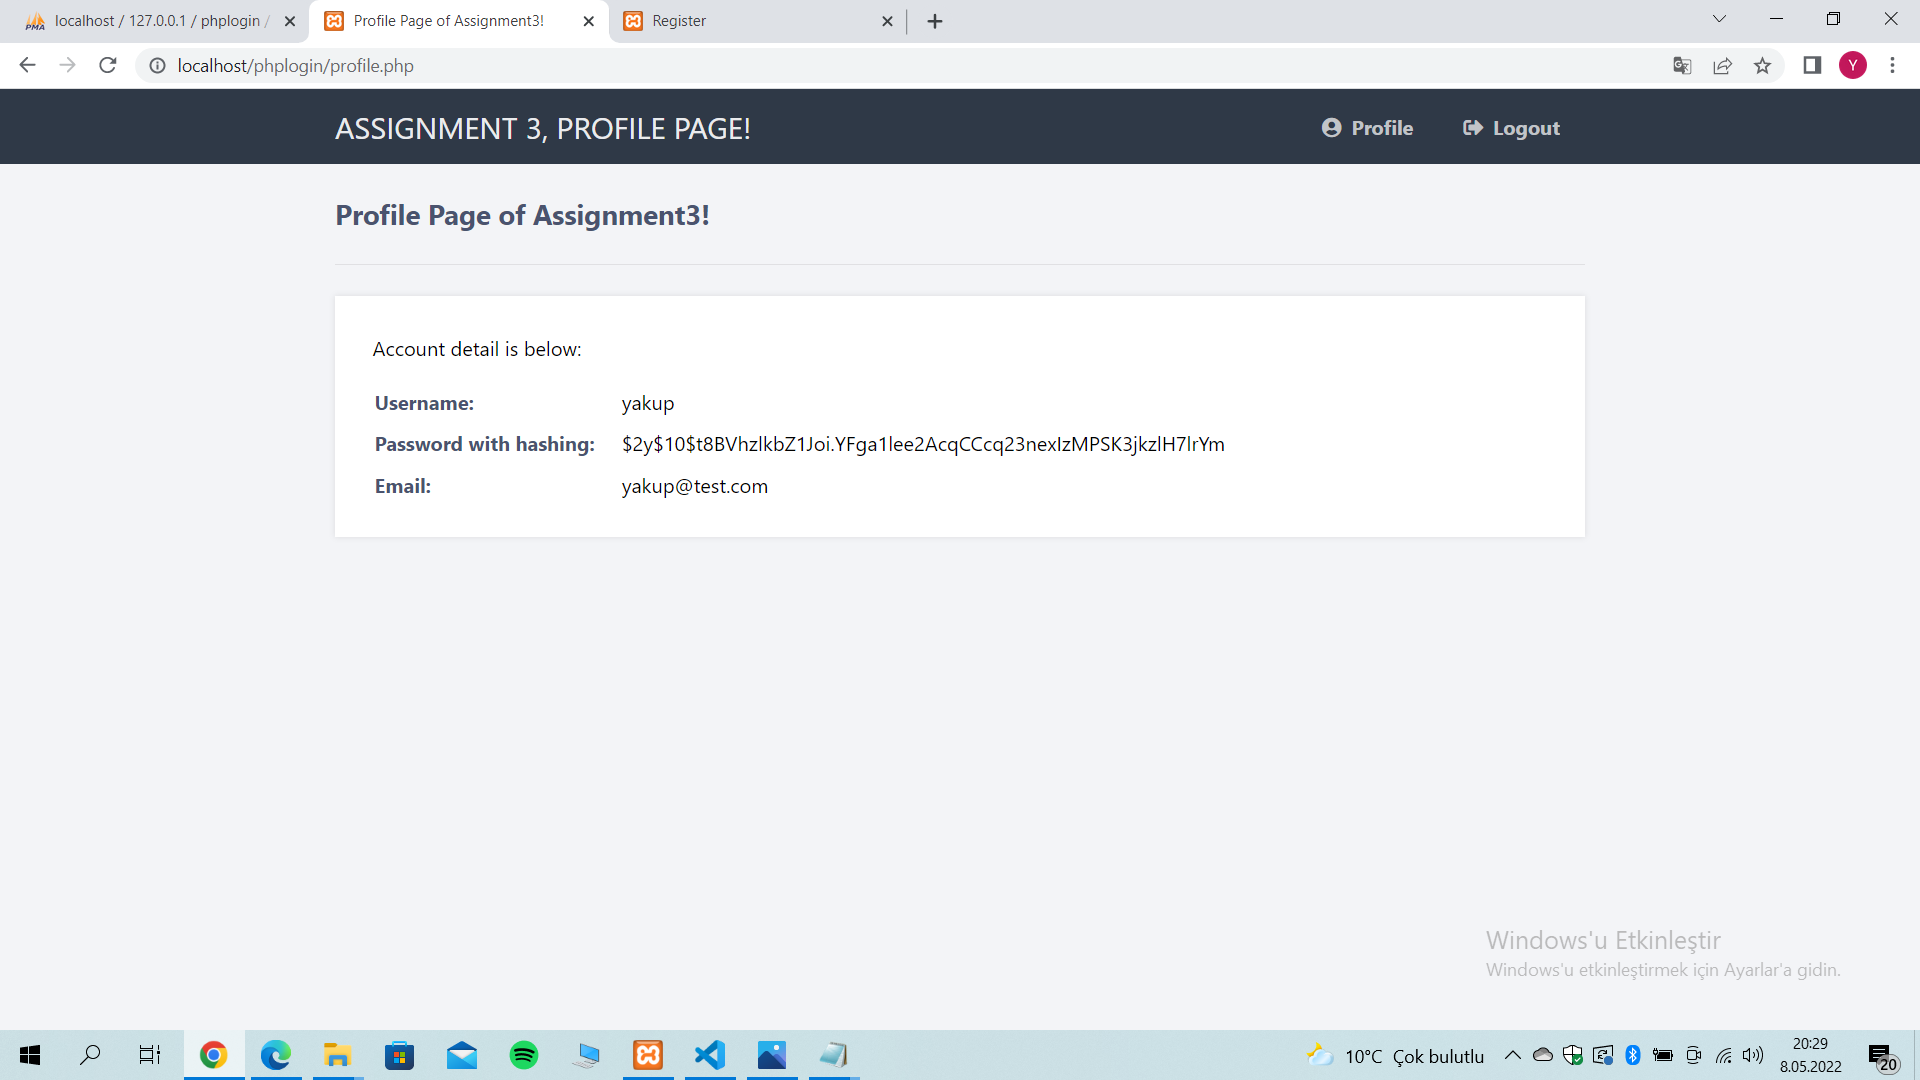 PMA localhost / 127.0.0.1 / phplogin /
Profile Page of Assignment3!
Register
localhost/phplogin/profile.php
Y
ASSIGNMENT 3, PROFILE PAGE!
Profile
Logout
Profile Page of Assignment3!
Account detail is below:
Username: yakup
Password with hashing: $2y$10$t8BVhzlkbZ1Joi.YFga1lee2AcqCCcq23nexIzMPSK3jkzlH7lrYm
Email: yakup@test.com
Windows'u Etkinleştir
Windows'u etkinleştirmek için Ayarlar'a gidin.
10°C Çok bulutlu
20:29
8.05.2022
20